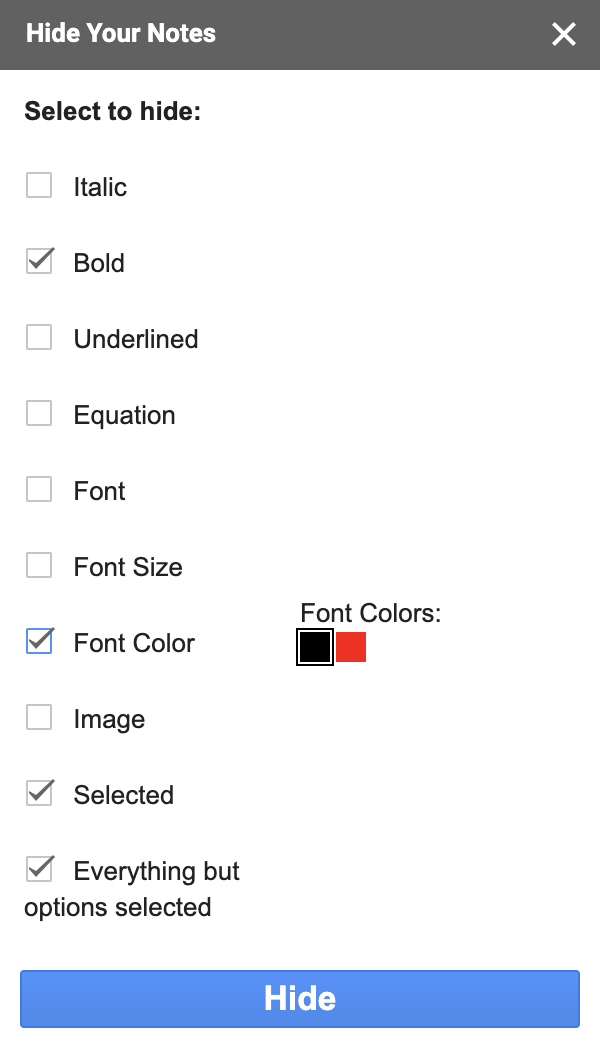 Hide Your Notes
Select to hide:
Italic
Bold
Underlined
Equation
Font
Font Size
Font Colors:
Font Color
Image
Selected
Everything but
options selected
Hide